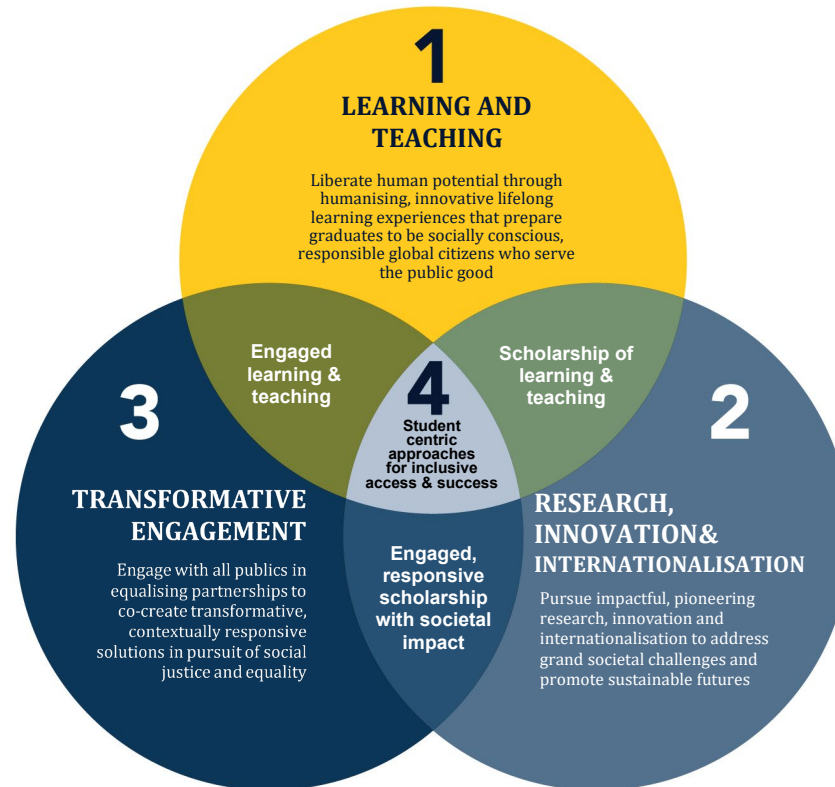 1
LEARNING AND
TEACHING
Liberate human potential through
humanising, innovative lifelong
learning experiences that prepare
graduates to be socially conscious,
responsible global citizens who serve
the public good
Engaged
learning &
teaching
Scholarship of
learning &
teaching
4
Student
centric
approaches
for inclusive
access & success
3
TRANSFORMATIVE
ENGAGEMENT
Engage with all publics in
equalising partnerships to
co-create transformative,
contextually responsive
solutions in pursuit of social
justice and equality
Engaged,
responsive
scholarship
with societal
impact
2
RESEARCH,
INNOVATION&
INTERNATIONALISATION
Pursue impactful, pioneering
research, innovation and
internationalisation to address
grand societal challenges and
promote sustainable futures